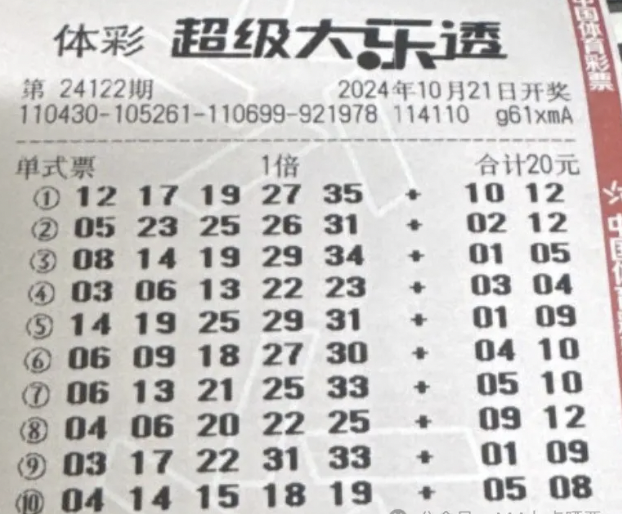 体彩 超级大乐透
第 24122期 2024年10月21日开奖
110430-105261-110699-921978 114110 g61xmA
单式票 1倍 合计20元
① 12 17 19 27 35 + 10 12
② 05 23 25 26 31 + 02 12
③ 08 14 19 29 34 + 01 05
④ 03 06 13 22 23 + 03 04
⑤ 14 19 25 29 31 + 01 09
⑥ 06 09 18 27 30 + 04 10
⑦ 06 13 21 25 33 + 05 10
⑧ 04 06 20 22 25 + 09 12
⑨ 03 17 22 31 33 + 01 09
⑩ 04 14 15 18 19 + 05 08
中国体育彩票
中国体